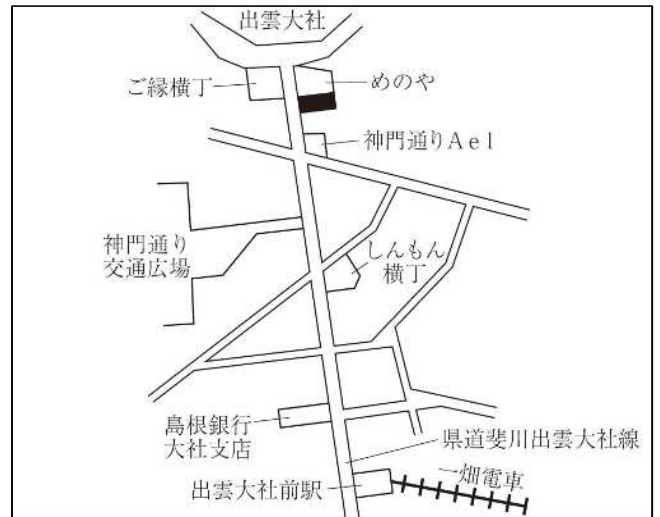 出雲大社
ご縁横丁
めのや
神門通りAel
神門通り
交通広場
しんもん
横丁
島根銀行
大社支店
県道斐川出雲大社線
一畑電車
出雲大社前駅